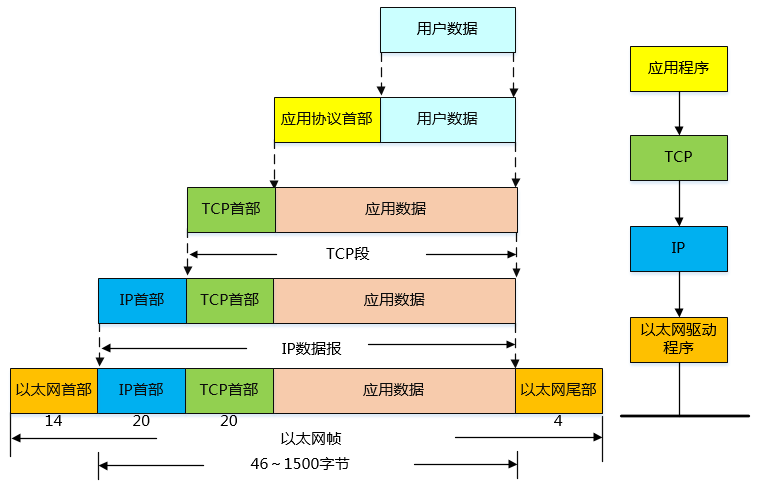 用户数据
应用程序
应用协议首部 用户数据
TCP
TCP首部 应用数据
TCP段
IP
IP首部 TCP首部 应用数据
IP数据报
以太网驱动
程序
以太网首部 IP首部 TCP首部 应用数据 以太网尾部
14 20 20 4
以太网帧
46~1500字节